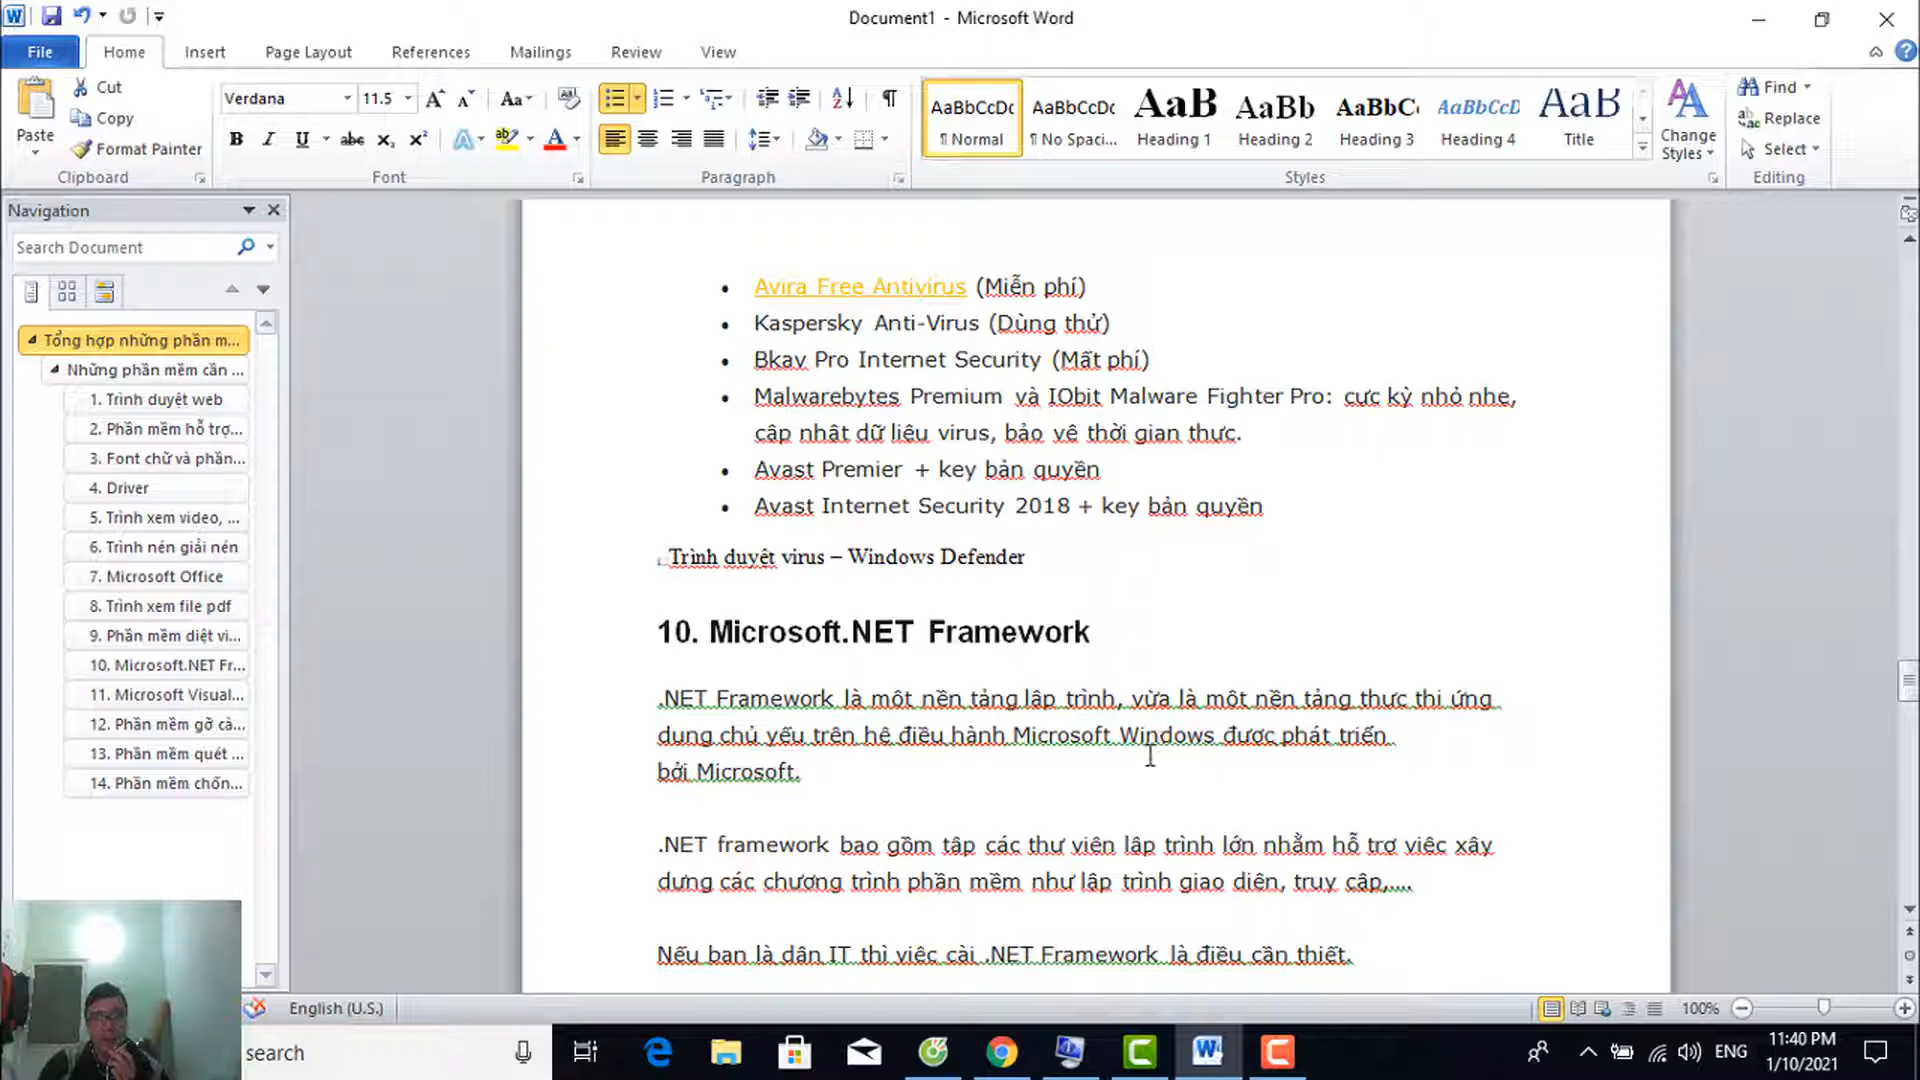 Document1 - Microsoft Word
File Home Insert Page Layout References Mailings Review View
Paste
Cut
Copy
Format Painter
Clipboard
Verdana 11.5
Font
Paragraph
AaBbCcDc AaBbCcDc AaBbC AaBbC AaBbCc AaBbCcD AaB
¶ Normal ¶ No Spaci... Heading 1 Heading 2 Heading 3 Heading 4 Title
Styles
Change Styles
Find
Replace
Select
Editing
Navigation
Search Document
Tổng hợp những phần m...
Những phần mềm cần ...
1. Trình duyệt web
2. Phần mềm hỗ trợ...
3. Font chữ và phần...
4. Driver
5. Trình xem video, ...
6. Trình nén giải nén
7. Microsoft Office
8. Trình xem file pdf
9. Phần mềm diệt vi...
10. Microsoft.NET Fr...
11. Microsoft Visual...
12. Phần mềm gỡ cà...
13. Phần mềm quét ...
14. Phần mềm chốn...
Avira Free Antivirus (Miễn phí)
Kaspersky Anti-Virus (Dùng thử)
Bkav Pro Internet Security (Mất phí)
Malwarebytes Premium và IObit Malware Fighter Pro: cực kỳ nhỏ nhẹ,
cập nhật dữ liệu virus, bảo vệ thời gian thực.
Avast Premier + key bản quyền
Avast Internet Security 2018 + key bản quyền
Trình duyệt virus – Windows Defender
10. Microsoft.NET Framework
.NET Framework là một nền tảng lập trình, vừa là một nền tảng thực thi ứng
dụng chủ yếu trên hệ điều hành Microsoft Windows được phát triển
bởi Microsoft.
.NET framework bao gồm tập các thư viện lập trình lớn nhằm hỗ trợ việc xây
dựng các chương trình phần mềm như lập trình giao diện, truy cập,....
Nếu bạn là dân IT thì việc cài .NET Framework là điều cần thiết.
English (U.S.)
100%
search
ENG
11:40 PM
1/10/2021